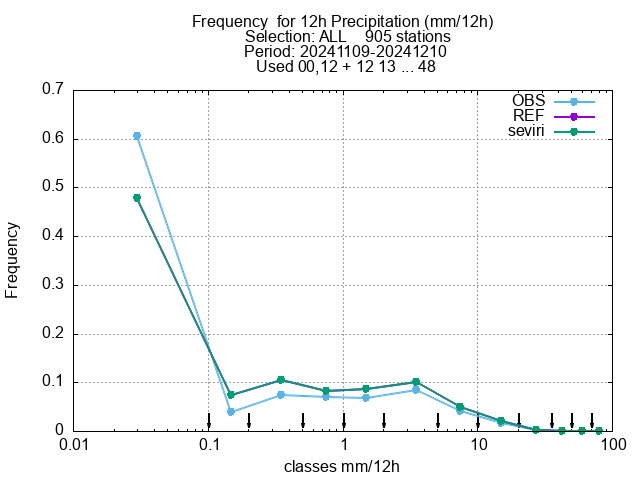 Frequency  for 12h Precipitation (mm/12h)
Selection: ALL    905 stations
Period: 20241109-20241210
Used 00,12 + 12 13 ... 48
0.7
0.6
0.5
0.4
0.3
0.2
0.1
0
Frequency
OBS
REF
seviri
0.01 0.1 1 10 100
classes mm/12h